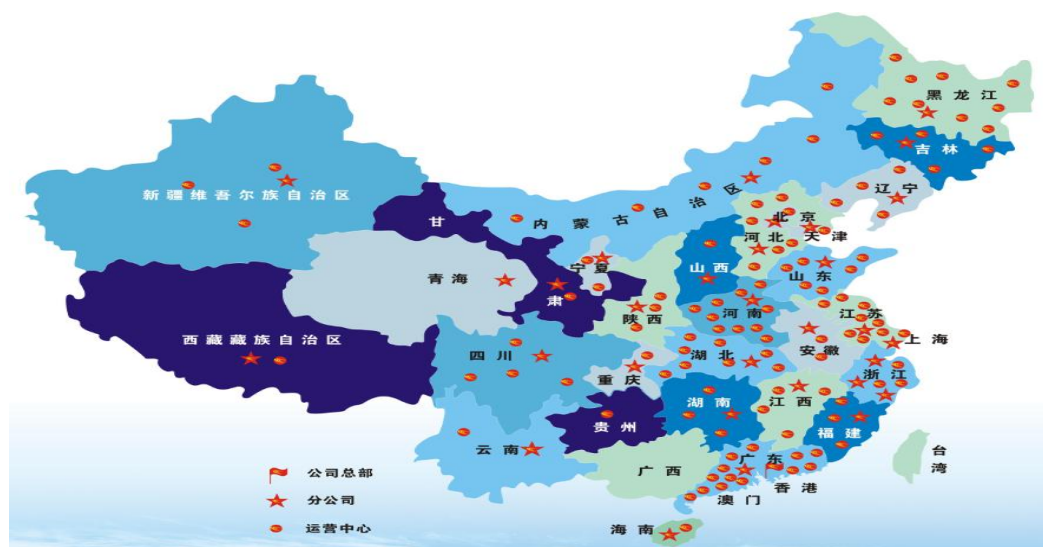 黑龙江
吉林
辽宁
内蒙古自治区
新疆维吾尔族自治区
北京
天津
河北
甘
肃
宁夏
青海
山西
山东
陕西
河南
江苏
上海
安徽
西藏藏族自治区
四川
重庆
湖北
浙江
湖南
江西
贵州
福建
云南
广西
广东
台
湾
香港
澳门
海南
公司总部
分公司
运营中心